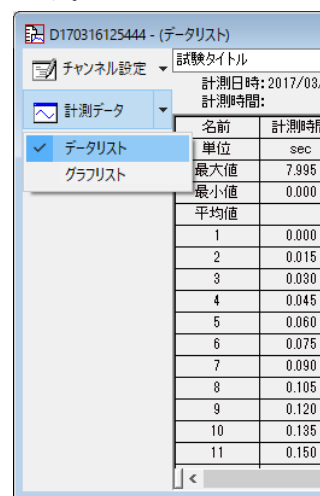 D170316125444 - (データリスト)
チャンネル設定
試験タイトル
計測日時: 2017/03/
計測時間:
計測データ
データリスト
グラフリスト
名前 計測時間
単位 sec
最大値 7.995
最小値 0.000
平均値
1 0.000
2 0.015
3 0.030
4 0.045
5 0.060
6 0.075
7 0.090
8 0.105
9 0.120
10 0.135
11 0.150